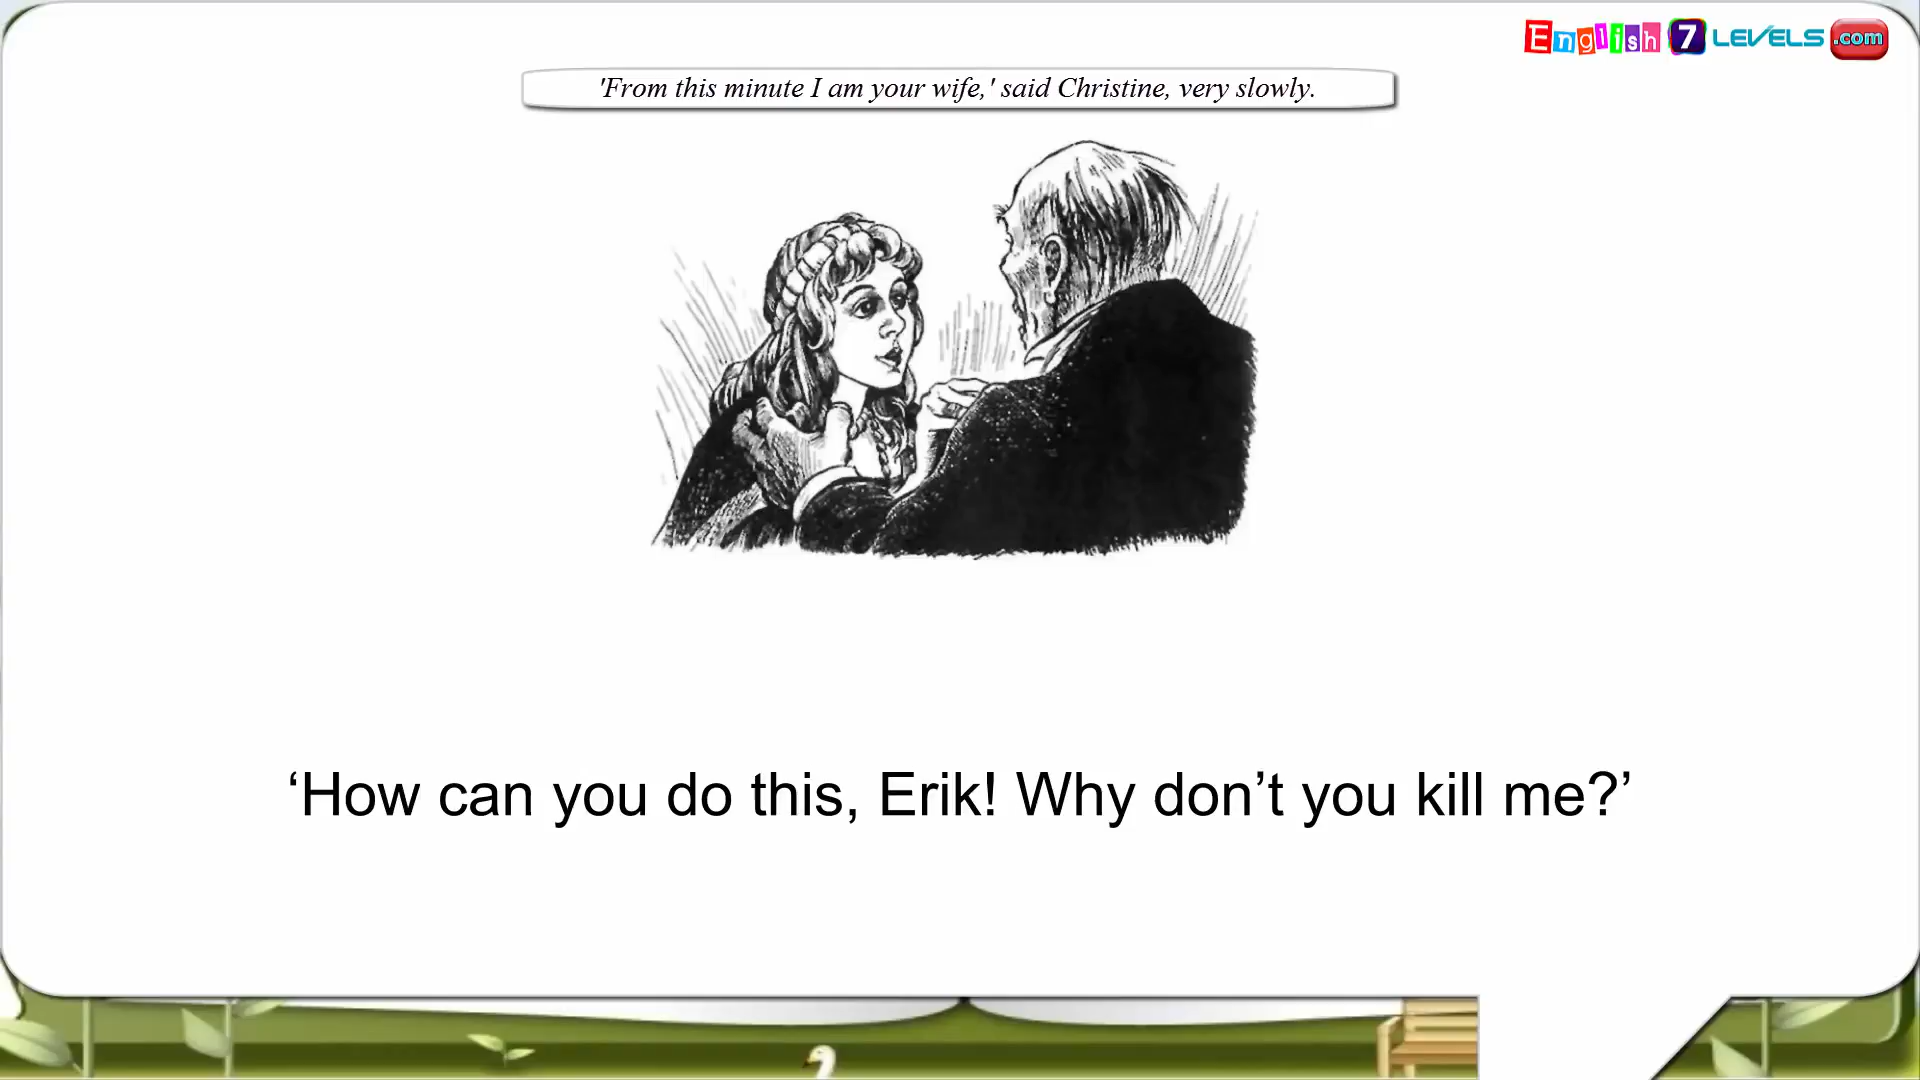 English 7 LEVELS .com
'From this minute I am your wife,' said Christine, very slowly.
‘How can you do this, Erik! Why don’t you kill me?’